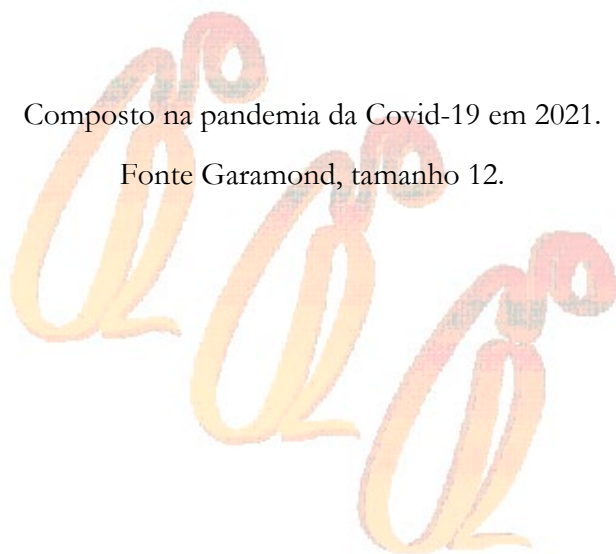 Composto na pandemia da Covid-19 em 2021.
Fonte Garamond, tamanho 12.